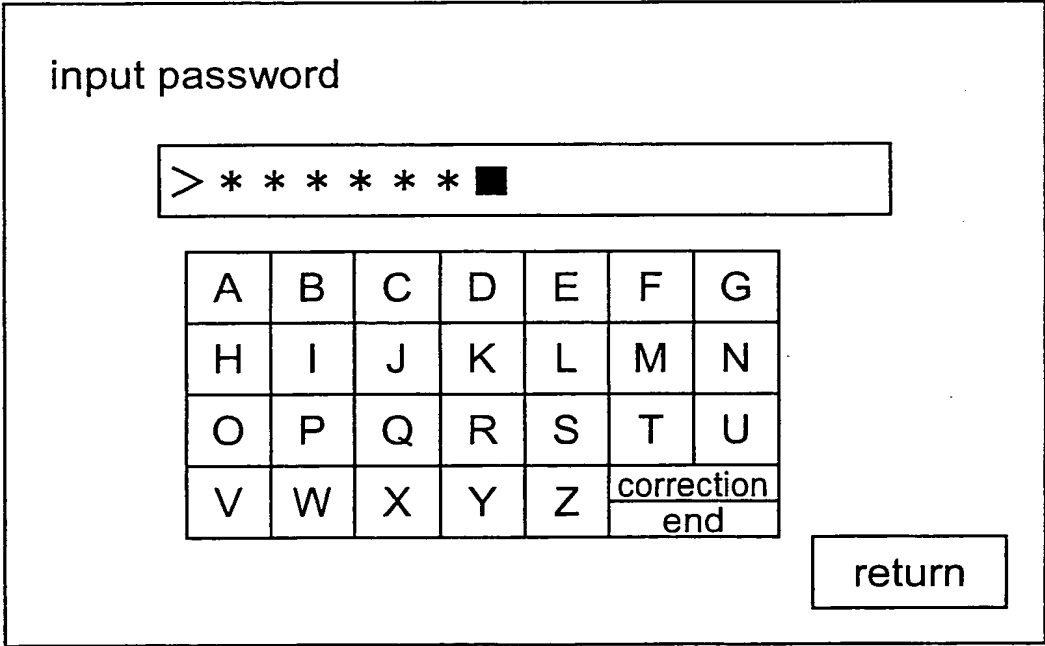 input password
>******■
A B C D E F G
H I J K L M N
O P Q R S T U
V W X Y Z correction
end
return